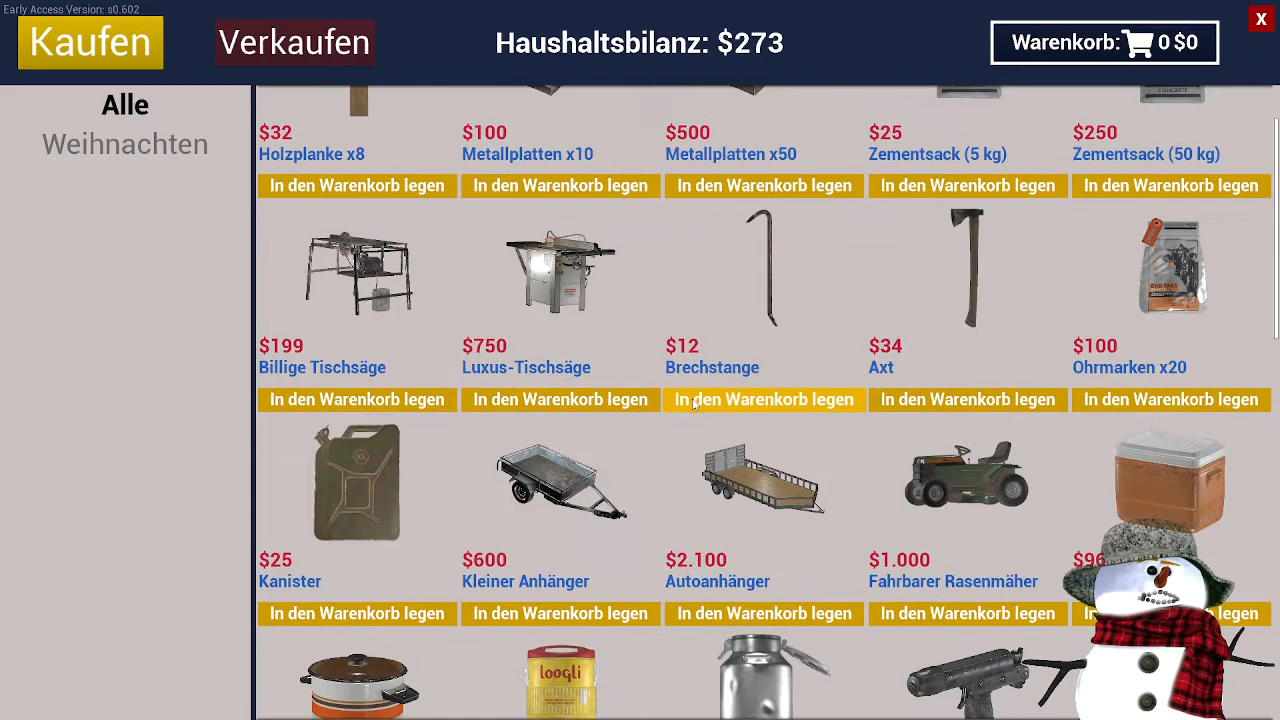 Early Access Version: s0.602
Kaufen
Verkaufen
Haushaltsbilanz: $273
Warenkorb: 0 $0
X
Alle
Weihnachten
CONCRETE
$32
Holzplanke x8
In den Warenkorb legen
$100
Metallplatten x10
In den Warenkorb legen
$500
Metallplatten x50
In den Warenkorb legen
$25
Zementsack (5 kg)
In den Warenkorb legen
$250
Zementsack (50 kg)
In den Warenkorb legen
$199
Billige Tischsäge
In den Warenkorb legen
$750
Luxus-Tischsäge
In den Warenkorb legen
$12
Brechstange
In den Warenkorb legen
$34
Axt
In den Warenkorb legen
EAR TAGS
$100
Ohrmarken x20
In den Warenkorb legen
$25
Kanister
In den Warenkorb legen
$600
Kleiner Anhänger
In den Warenkorb legen
$2.100
Autoanhänger
In den Warenkorb legen
$1.000
Fahrbarer Rasenmäher
In den Warenkorb legen
$96
legen
loogli